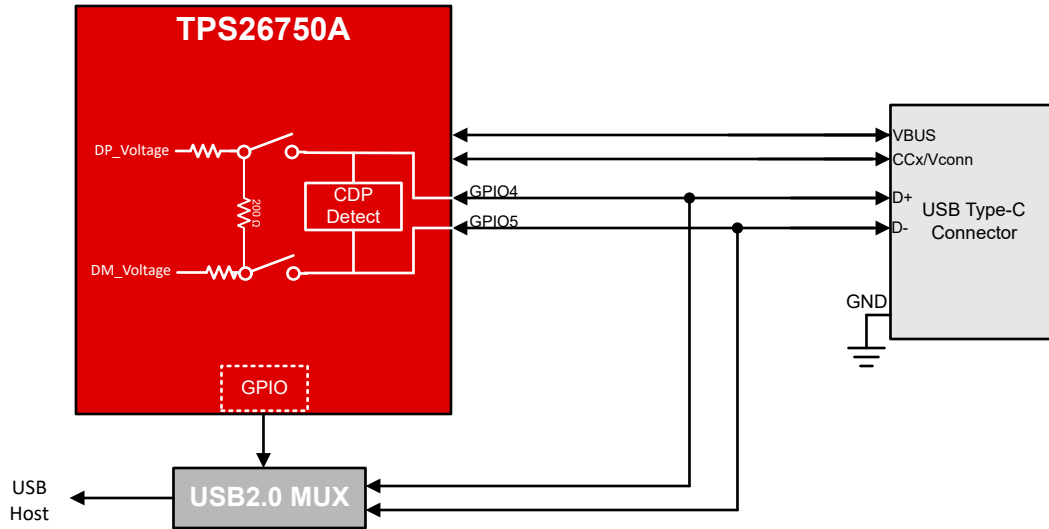 TPS26750A
DP_Voltage
200 Ω
CDP
Detect
DM_Voltage
GPIO
GPIO4
GPIO5
VBUS
CCx/Vconn
D+
D-
USB Type-C
Connector
GND
USB2.0 MUX
USB
Host